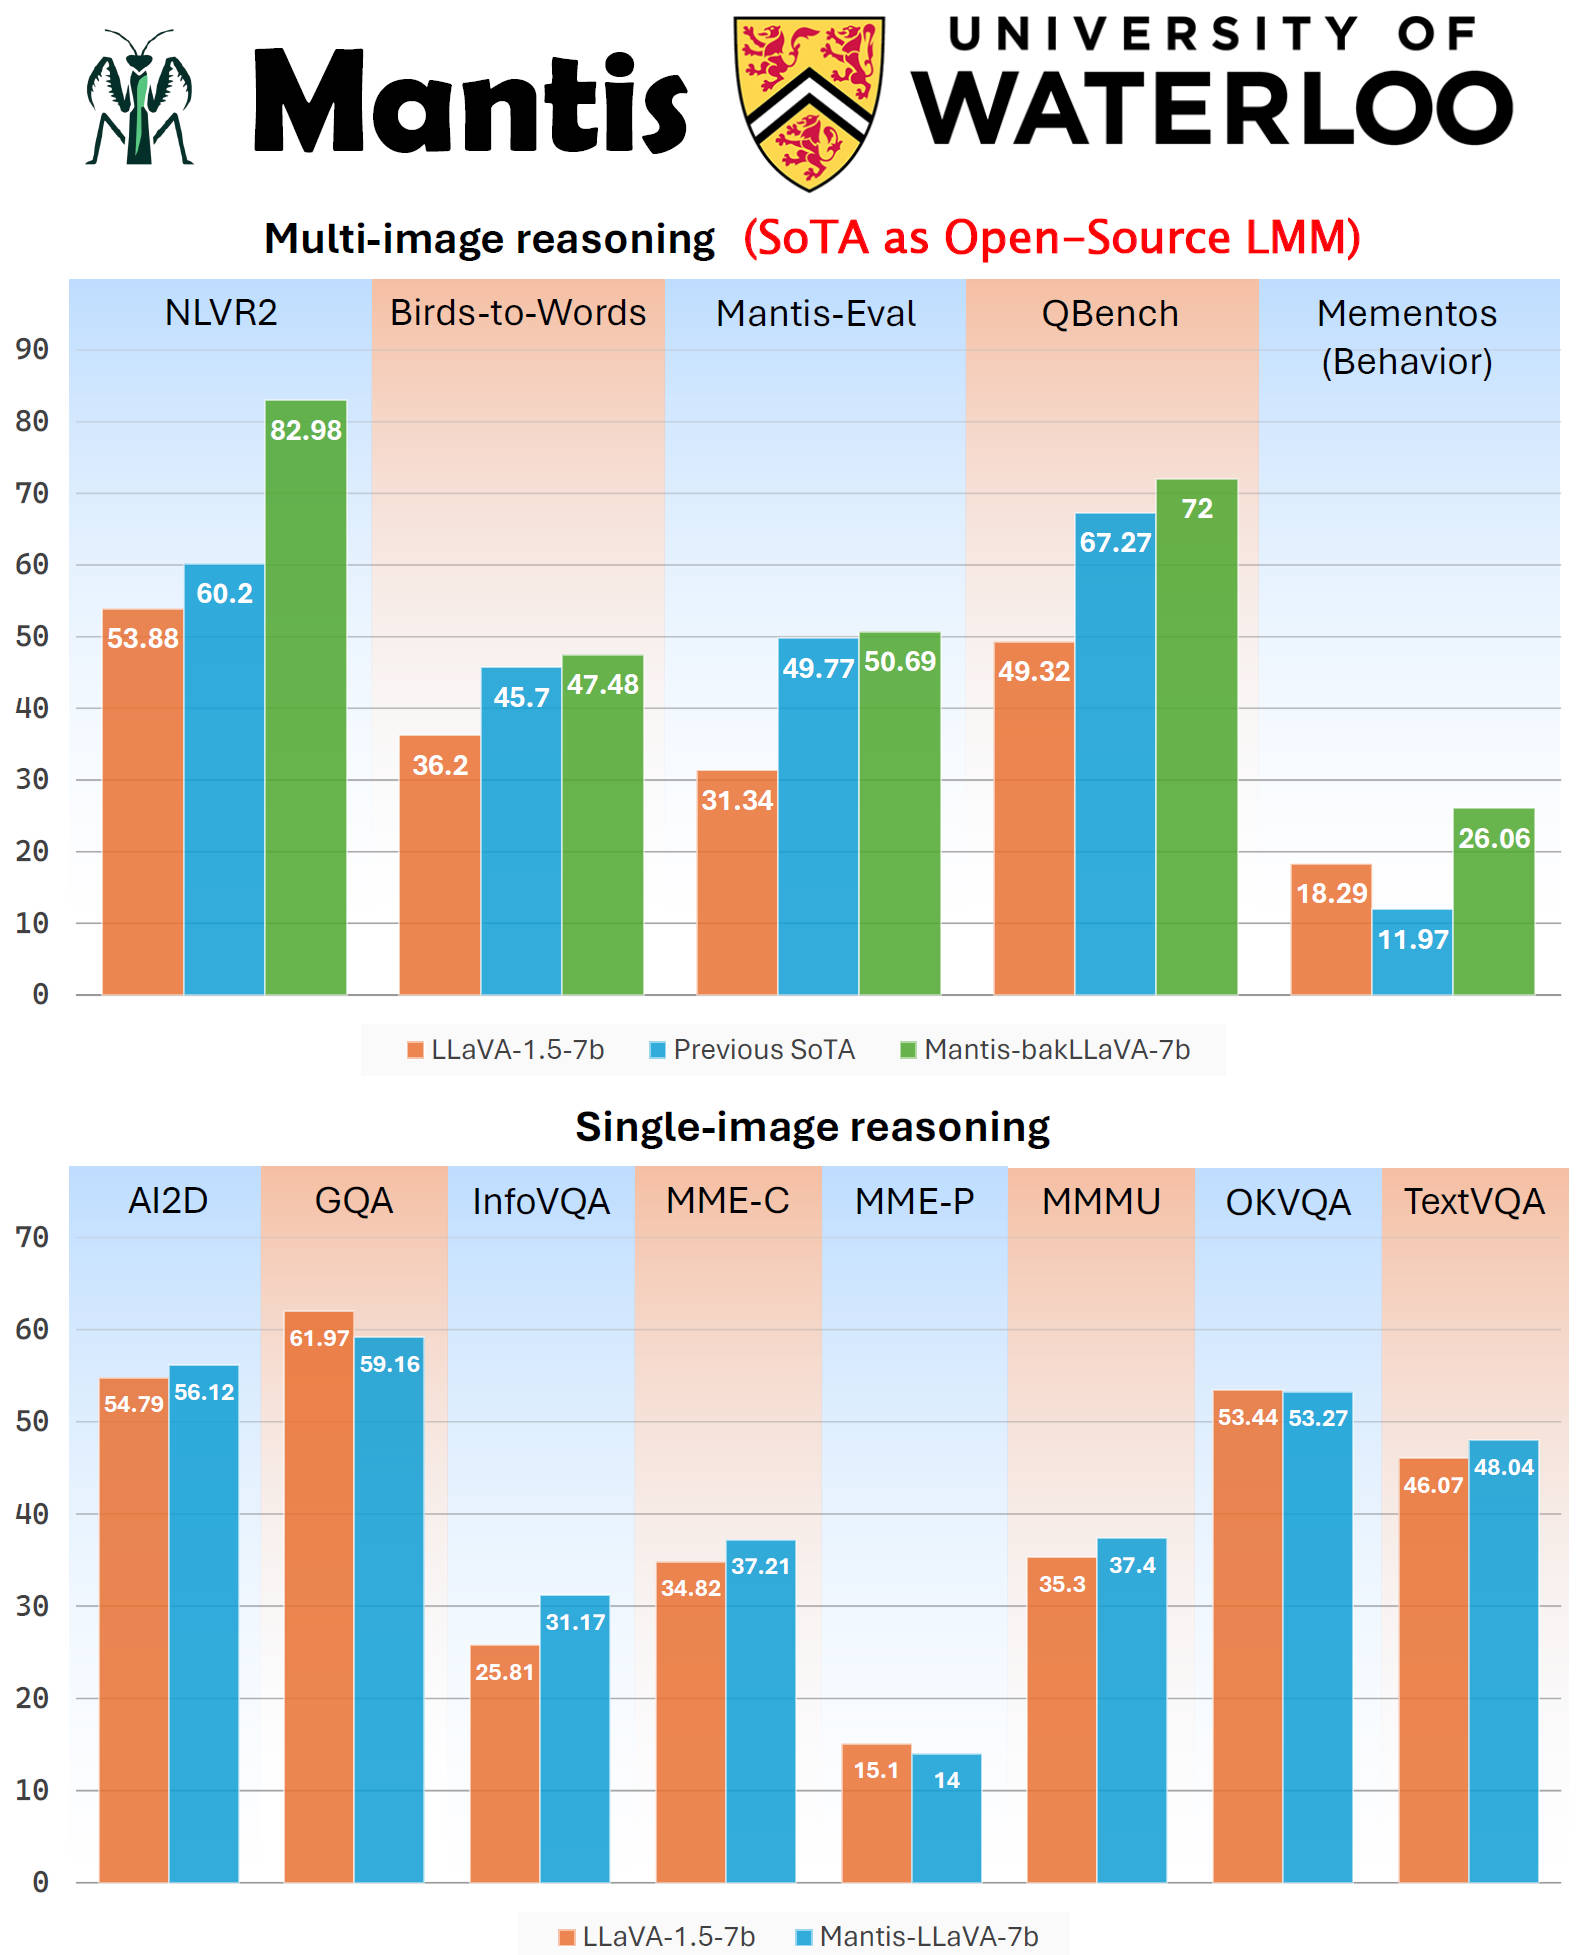 Mantis
UNIVERSITY OF
WATERLOO
Multi-image reasoning (SoTA as Open-Source LMM)
NLVR2 Birds-to-Words Mantis-Eval QBench Mementos
(Behavior)
90
80
70
60
50
40
30
20
10
0
53.88 60.2 82.98
36.2 45.7 47.48
31.34 49.77 50.69
49.32 67.27 72
18.29 11.97 26.06
LLaVA-1.5-7b Previous SoTA Mantis-bakLLaVA-7b
Single-image reasoning
AI2D GQA InfoVQA MME-C MME-P MMMU OKVQA TextVQA
70
60
50
40
30
20
10
0
54.79 56.12
61.97 59.16
25.81 31.17
34.82 37.21
15.1 14
35.3 37.4
53.44 53.27
46.07 48.04
LLaVA-1.5-7b Mantis-LLaVA-7b